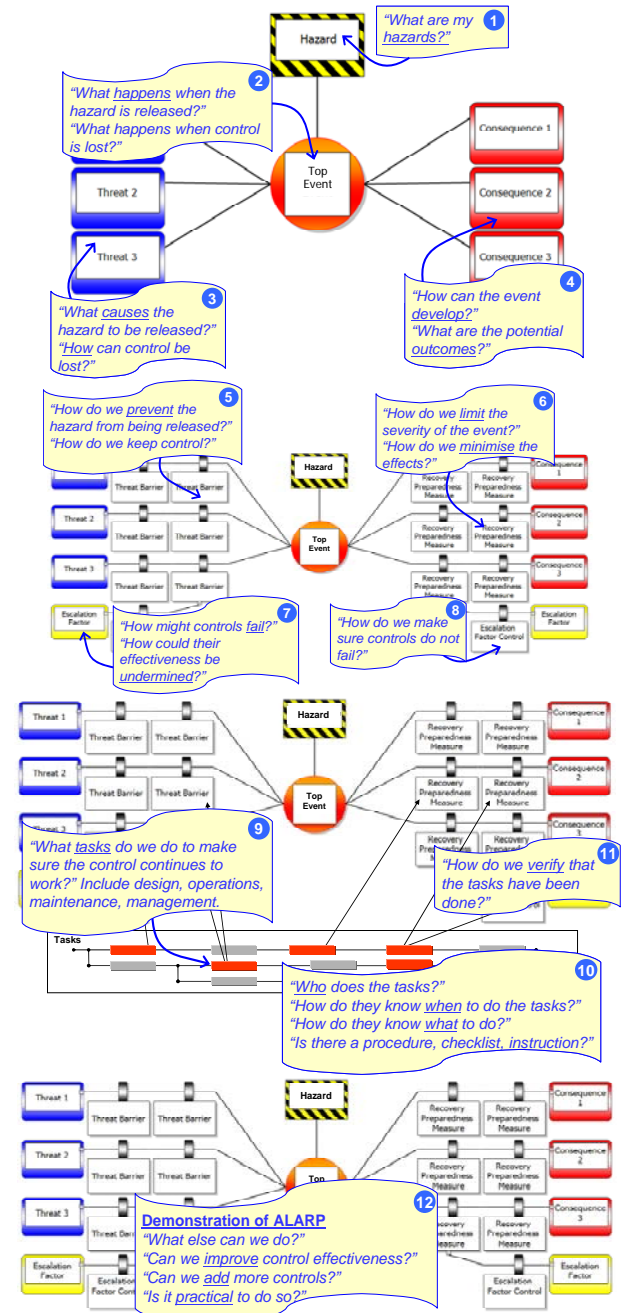 Hazard
"What are my
hazards?"
1
2
"What happens when the
hazard is released?"
"What happens when control
is lost?"
Top
Event
Consequence 1
Threat 2
Consequence 2
Threat 3
Consequence 3
3
"What causes the
hazard to be released?"
"How can control be
lost?"
4
"How can the event
develop?"
"What are the potential
outcomes?"
5
"How do we prevent the
hazard from being released?"
"How do we keep control?"
6
"How do we limit the
severity of the event?"
"How do we minimise the
effects?"
Hazard
Threat Barrier
Threat Barrier
Recovery
Preparedness
Measure
Recovery
Preparedness
Measure
Consequence
1
Threat 2
Threat Barrier
Threat Barrier
Top
Event
Recovery
Preparedness
Measure
Recovery
Preparedness
Measure
Consequence
2
Threat 3
Threat Barrier
Threat Barrier
Recovery
Preparedness
Measure
Recovery
Preparedness
Measure
Consequence
3
Escalation
Factor
7
"How might controls fail?"
"How could their
effectiveness be
undermined?"
8
"How do we make
sure controls do not
fail?"
Escalation
Factor Control
Escalation
Factor
Threat 1
Threat Barrier
Threat Barrier
Hazard
Recovery
Preparedness
Measure
Recovery
Preparedness
Measure
Consequence
1
Threat 2
Threat Barrier
Threat Barrier
Top
Event
Recovery
Preparedness
Measure
Recovery
Preparedness
Measure
Consequence
2
Threat 3
Recovery
Recovery
Consequence
3
9
"What tasks do we do to make
sure the control continues to
work?" Include design, operations,
maintenance, management.
11
"How do we verify that
the tasks have been
done?"
Tasks
10
"Who does the tasks?"
"How do they know when to do the tasks?"
"How do they know what to do?"
"Is there a procedure, checklist, instruction?"
Threat 1
Threat Barrier
Threat Barrier
Hazard
Recovery
Preparedness
Measure
Recovery
Preparedness
Measure
Consequence
1
Threat 2
Threat Barrier
Threat Barrier
Top
Recovery
Preparedness
Measure
Recovery
Preparedness
Measure
Consequence
2
Threat 3
Threat
Recovery
Preparedness
Measure
Recovery
Preparedness
Measure
Consequence
3
Escalation
Factor
Escalation
Factor
12
Demonstration of ALARP
"What else can we do?"
"Can we improve control effectiveness?"
"Can we add more controls?"
"Is it practical to do so?"
Escalation
Factor Control
Escalation
Factor